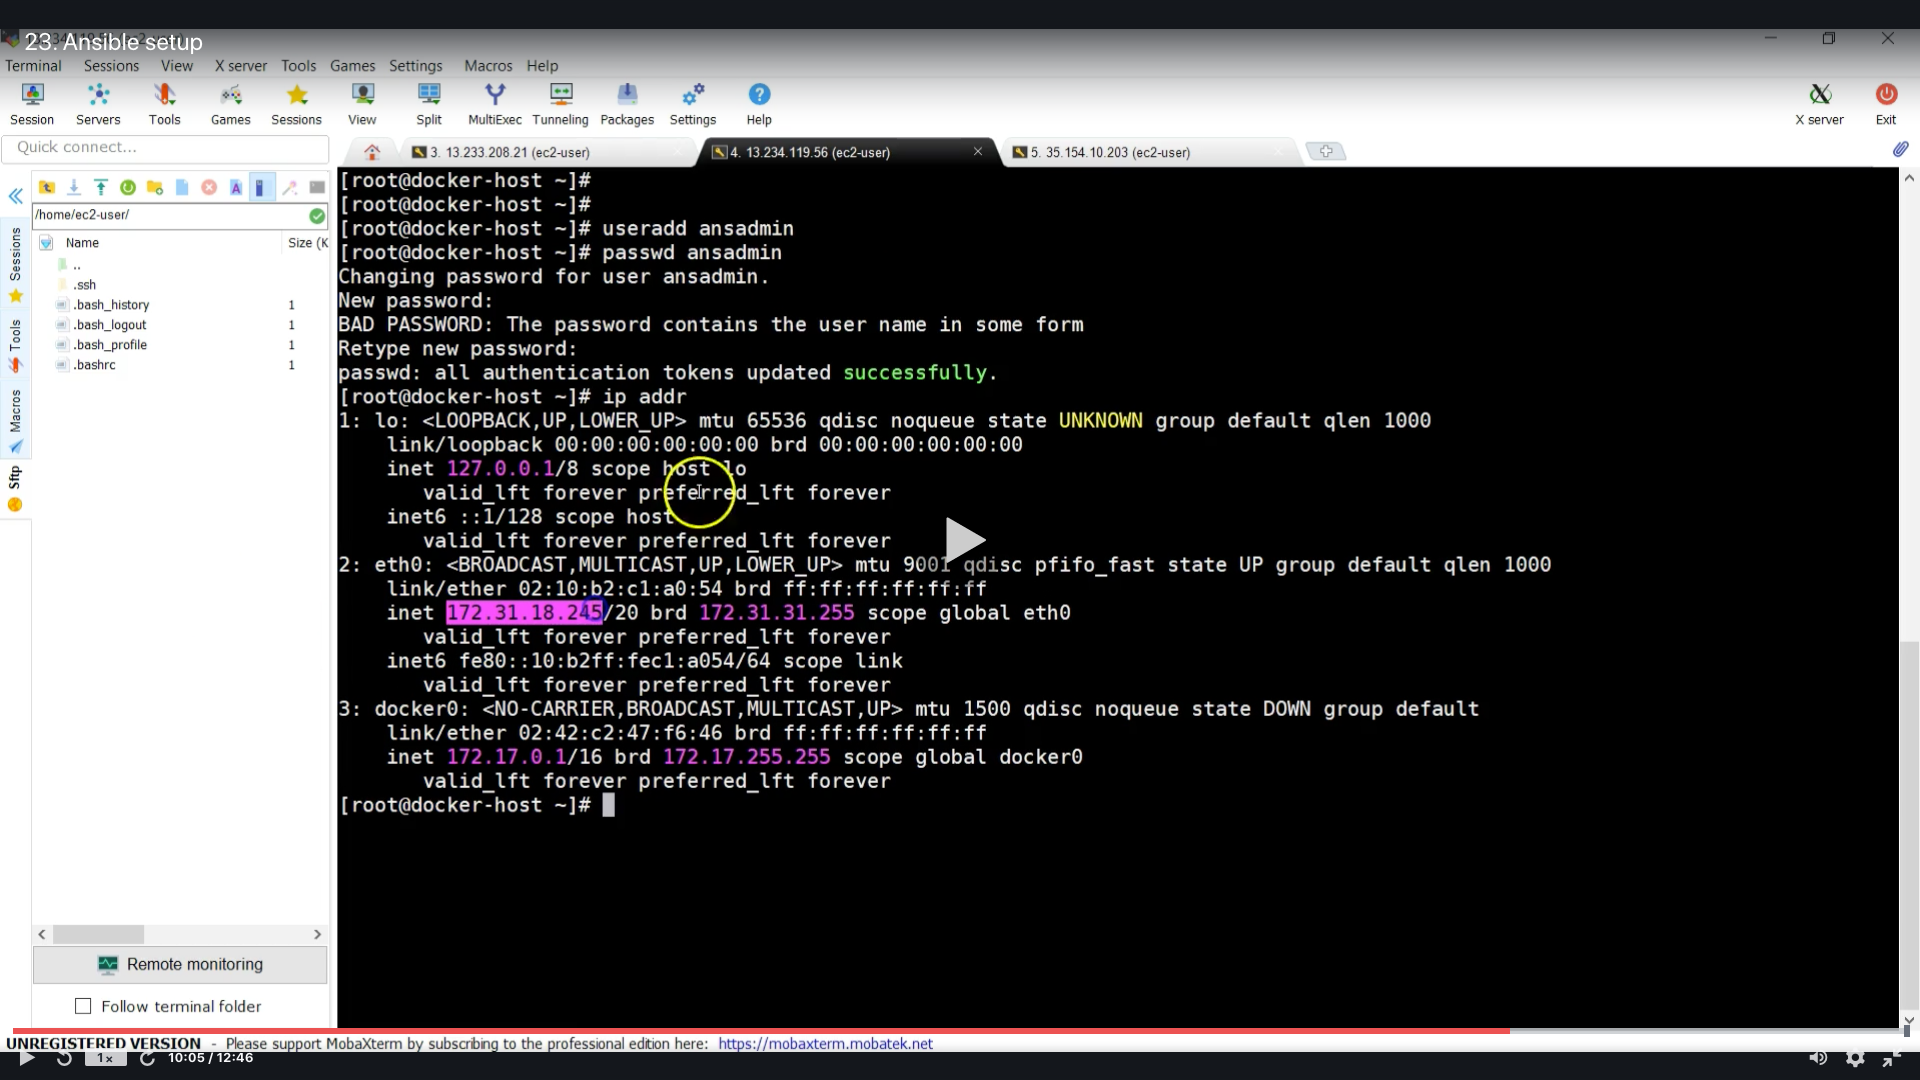 23. Ansible setup
Terminal Sessions View X server Tools Games Settings Macros Help
Session Servers Tools Games Sessions View Split MultiExec Tunneling Packages Settings Help X server Exit
Quick connect...
3. 13.233.208.21 (ec2-user)
4. 13.234.119.56 (ec2-user)
5. 35.154.10.203 (ec2-user)
/home/ec2-user/
Name Size (K
..
.ssh
.bash_history 1
.bash_logout 1
.bash_profile 1
.bashrc 1
Sessions
Tools
Macros
Sftp
Remote monitoring
Follow terminal folder
[root@docker-host ~]#
[root@docker-host ~]#
[root@docker-host ~]# useradd ansadmin
[root@docker-host ~]# passwd ansadmin
Changing password for user ansadmin.
New password:
BAD PASSWORD: The password contains the user name in some form
Retype new password:
passwd: all authentication tokens updated successfully.
[root@docker-host ~]# ip addr
1: lo: <LOOPBACK,UP,LOWER_UP> mtu 65536 qdisc noqueue state UNKNOWN group default qlen 1000
link/loopback 00:00:00:00:00:00 brd 00:00:00:00:00:00
inet 127.0.0.1/8 scope host lo
valid_lft forever preferred_lft forever
inet6 ::1/128 scope host
valid_lft forever preferred_lft forever
2: eth0: <BROADCAST,MULTICAST,UP,LOWER_UP> mtu 9001 qdisc pfifo_fast state UP group default qlen 1000
link/ether 02:10:b2:c1:a0:54 brd ff:ff:ff:ff:ff:ff
inet 172.31.18.245/20 brd 172.31.31.255 scope global eth0
valid_lft forever preferred_lft forever
inet6 fe80::10:b2ff:fec1:a054/64 scope link
valid_lft forever preferred_lft forever
3: docker0: <NO-CARRIER,BROADCAST,MULTICAST,UP> mtu 1500 qdisc noqueue state DOWN group default
link/ether 02:42:c2:47:f6:46 brd ff:ff:ff:ff:ff:ff
inet 172.17.0.1/16 brd 172.17.255.255 scope global docker0
valid_lft forever preferred_lft forever
[root@docker-host ~]#
UNREGISTERED VERSION - Please support MobaXterm by subscribing to the professional edition here: https://mobaxterm.mobatek.net
1x 10:05 / 12:46